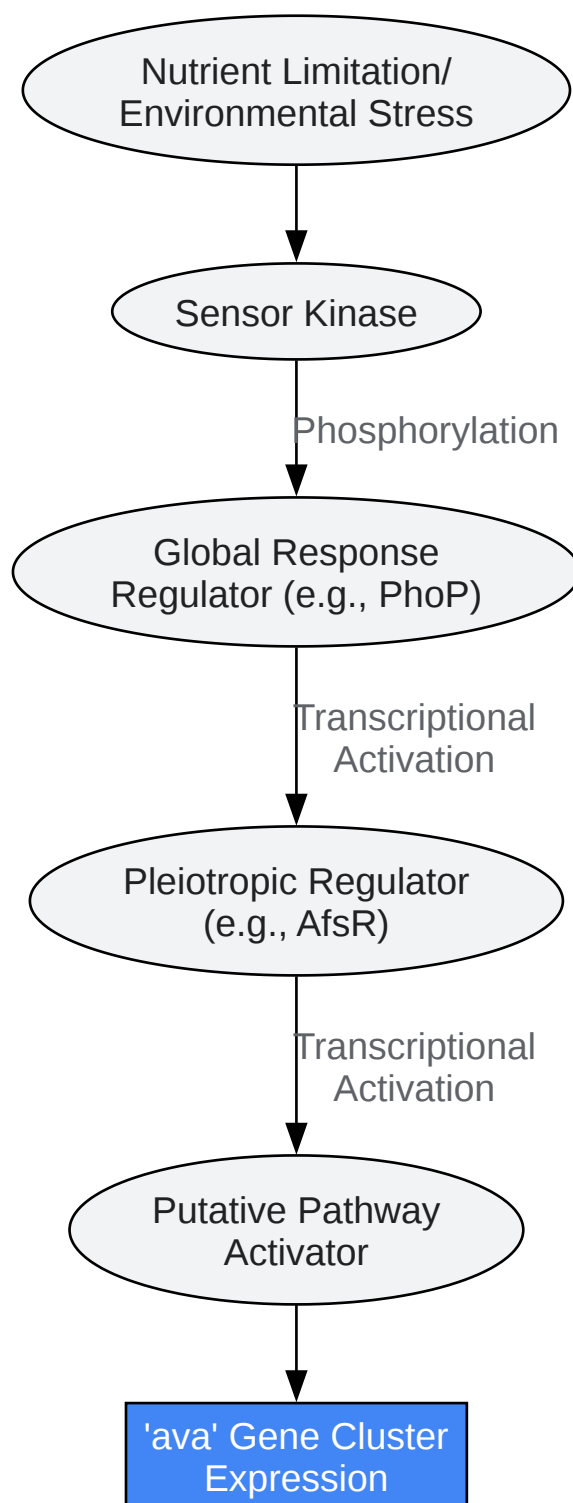 Nutrient Limitation/
Environmental Stress
Sensor Kinase
Phosphorylation
Global Response
Regulator (e.g., PhoP)
Transcriptional
Activation
Pleiotropic Regulator
(e.g., AfsR)
Transcriptional
Activation
Putative Pathway
Activator
'ava' Gene Cluster
Expression